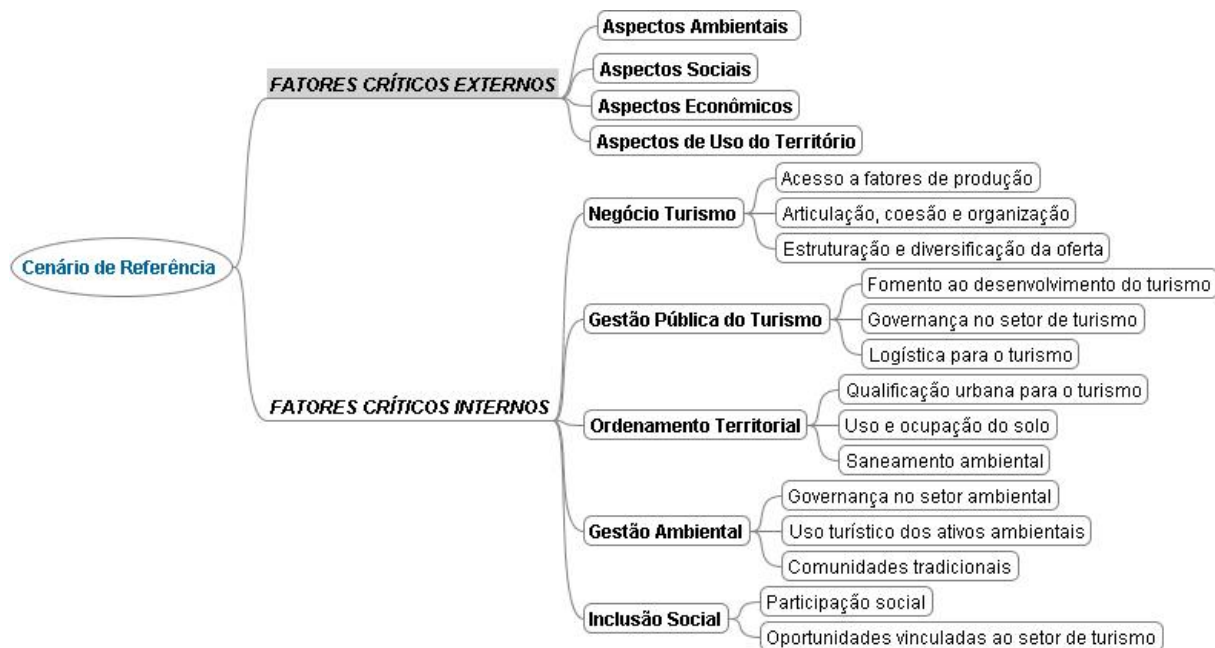 Cenário de Referência
FATORES CRÍTICOS EXTERNOS
Aspectos Ambientais
Aspectos Sociais
Aspectos Econômicos
Aspectos de Uso do Território
FATORES CRÍTICOS INTERNOS
Negócio Turismo
Acesso a fatores de produção
Articulação, coesão e organização
Estruturação e diversificação da oferta
Gestão Pública do Turismo
Fomento ao desenvolvimento do turismo
Governança no setor de turismo
Logística para o turismo
Ordenamento Territorial
Qualificação urbana para o turismo
Uso e ocupação do solo
Saneamento ambiental
Gestão Ambiental
Governança no setor ambiental
Uso turístico dos ativos ambientais
Comunidades tradicionais
Inclusão Social
Participação social
Oportunidades vinculadas ao setor de turismo